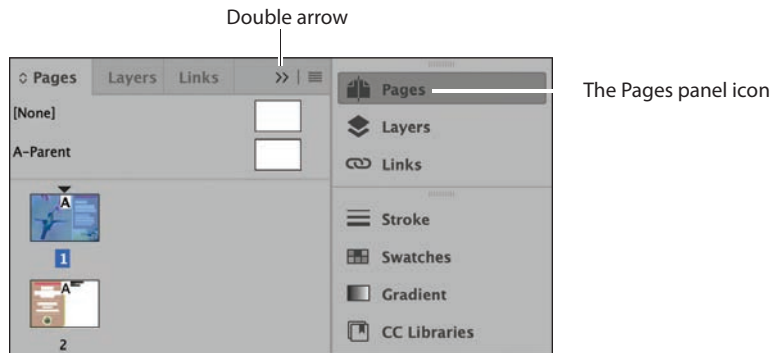 Double arrow
Pages Layers Links
[None]
A-Parent
A
1
A
2
Pages
Layers
Links
Stroke
Swatches
Gradient
CC Libraries
The Pages panel icon